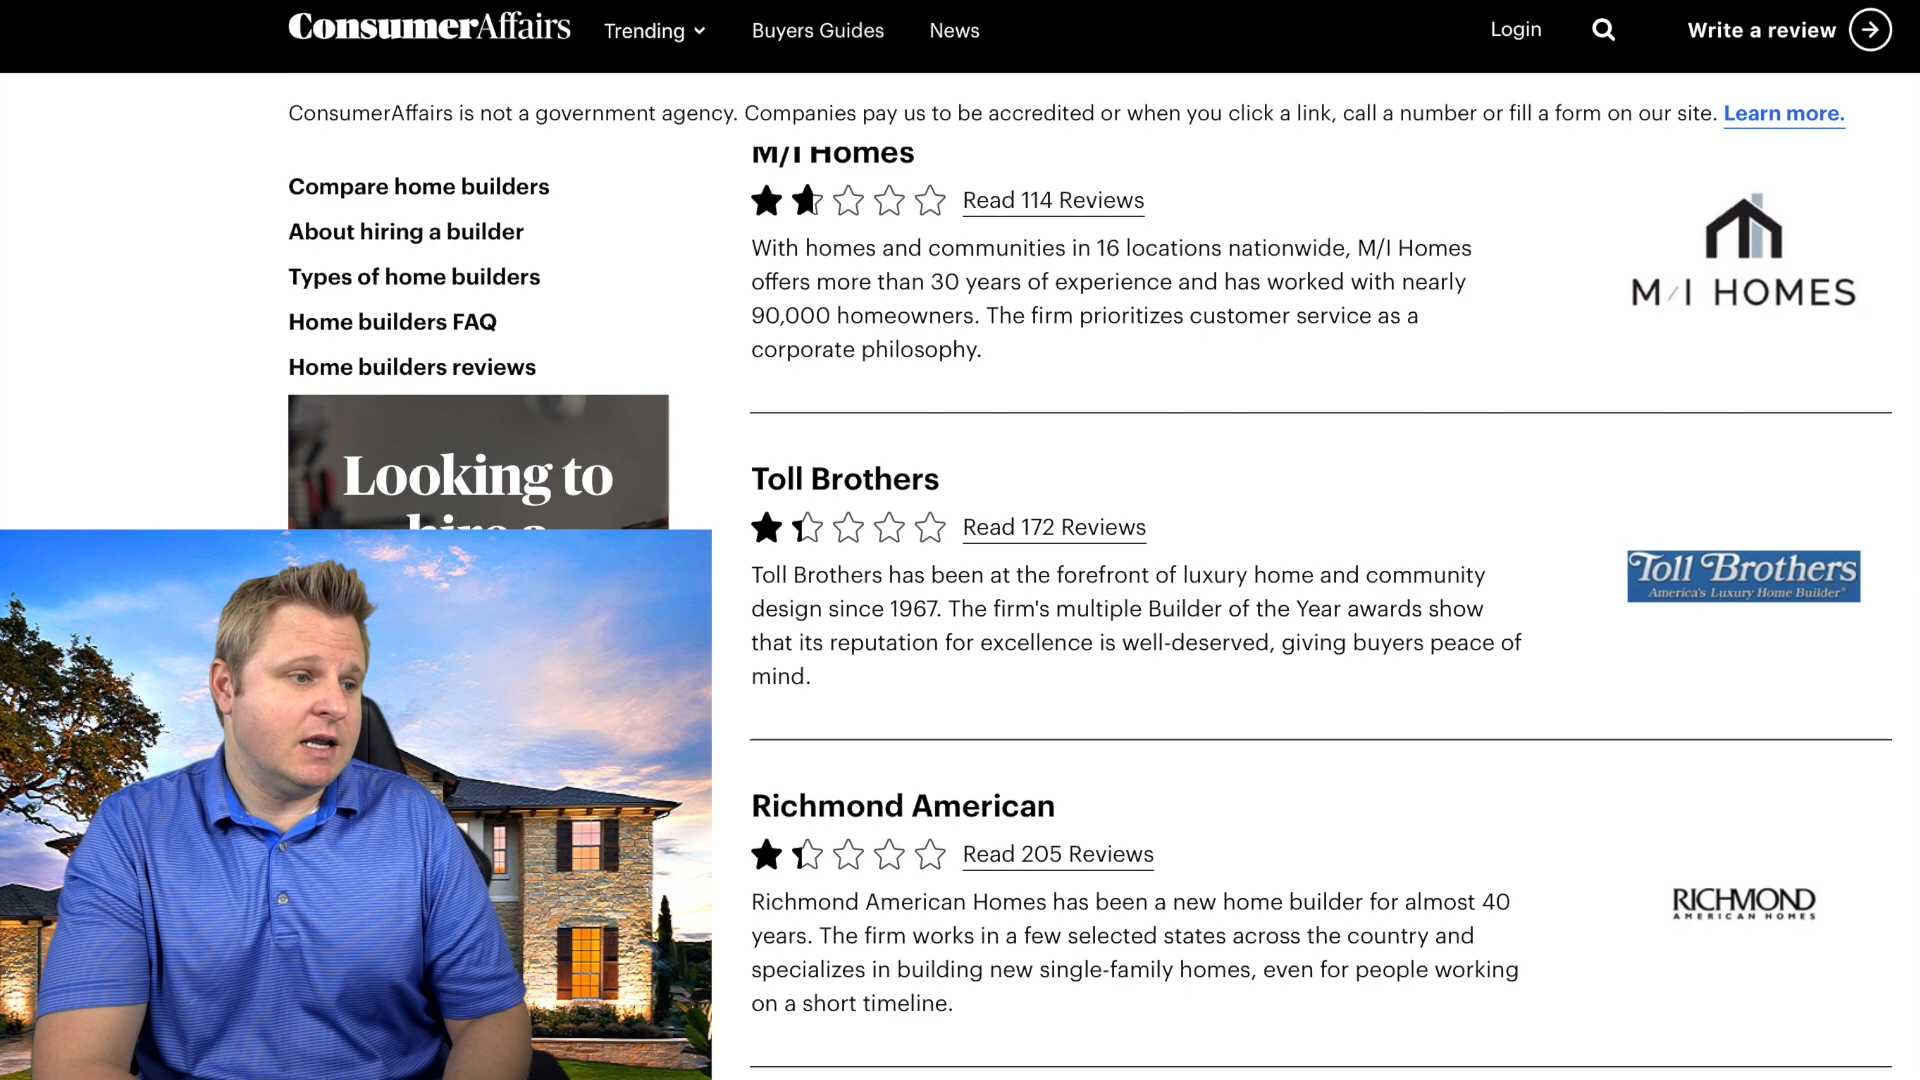 ConsumerAffairs
Trending
Buyers Guides
News
Login
Write a review
ConsumerAffairs is not a government agency. Companies pay us to be accredited or when you click a link, call a number or fill a form on our site. Learn more.
Compare home builders
About hiring a builder
Types of home builders
Home builders FAQ
Home builders reviews
Looking to
hire a
M/I Homes
Read 114 Reviews
With homes and communities in 16 locations nationwide, M/I Homes
offers more than 30 years of experience and has worked with nearly
90,000 homeowners. The firm prioritizes customer service as a
corporate philosophy.
M/I HOMES
Toll Brothers
Read 172 Reviews
Toll Brothers has been at the forefront of luxury home and community
design since 1967. The firm's multiple Builder of the Year awards show
that its reputation for excellence is well-deserved, giving buyers peace of
mind.
Toll Brothers
America's Luxury Home Builder®
Richmond American
Read 205 Reviews
Richmond American Homes has been a new home builder for almost 40
years. The firm works in a few selected states across the country and
specializes in building new single-family homes, even for people working
on a short timeline.
RICHMOND
AMERICAN HOMES